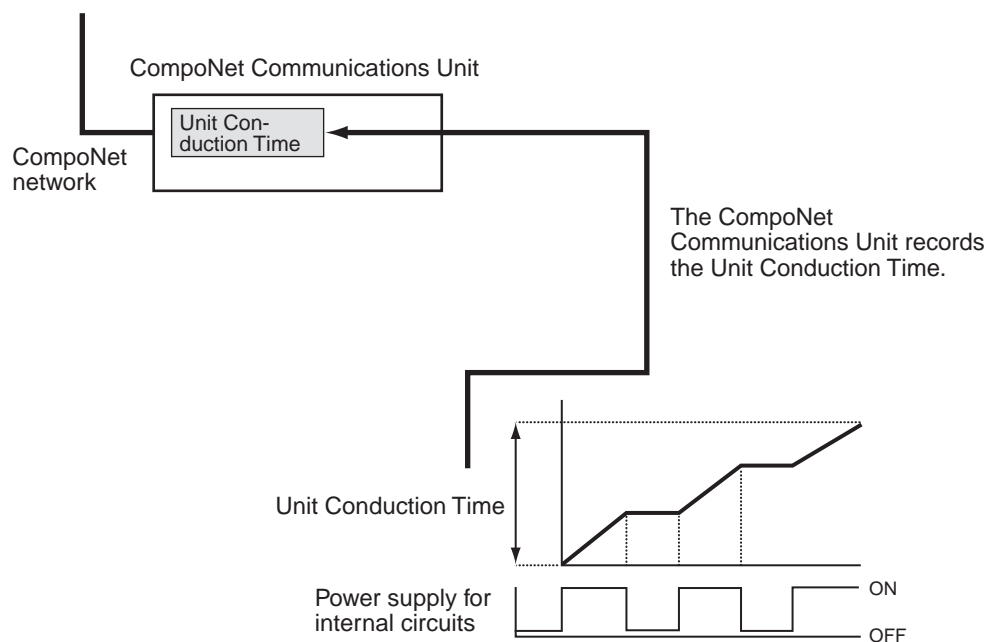 CompoNet Communications Unit
Unit Con-
duction Time
CompoNet
network
The CompoNet
Communications Unit records
the Unit Conduction Time.
Unit Conduction Time
Power supply for
internal circuits
ON
OFF